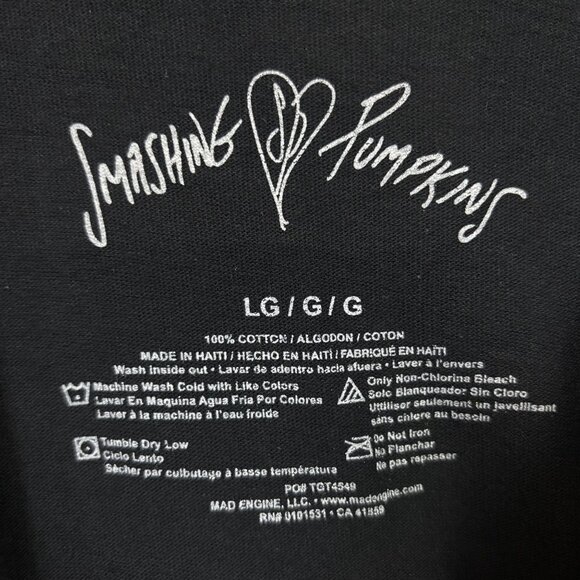 SMASHING PUMPKINS
LG / G / G
100% COTTON / ALGODON / COTON
MADE IN HAITI / HECHO EN HAITÍ / FABRIQUÉ EN HAÏTI
Wash inside out • Lavar de adentro hacia afuera • Laver à l'envers
Machine Wash Cold with Like Colors
Lavar En Maquina Agua Fria Por Colores
Laver à la machine à l'eau froide
Only Non-Chlorina Bleach
Solo Blanqueador Sin Cloro
Utiliser seulement un javellisant
sans chlore au besoin
Tumble Dry Low
Ciclo Lento
Sècher par culbutage à basse température
Do Not Iron
No Planchar
Ne pas repasser
PO# TGT4549
MAD ENGINE, LLC. • www.madengine.com
RN# 0101531 • CA 41859